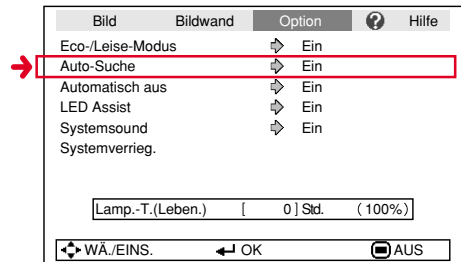 Bild Bildwand Option ? Hilfe
Eco-/Leise-Modus Ein
Auto-Suche Ein
Automatisch aus Ein
LED Assist Ein
Systemsound Ein
Systemverrieg.
Lamp.-T.(Leben.) [ 0 ] Std. (100%)
WÄ./EINS. OK AUS